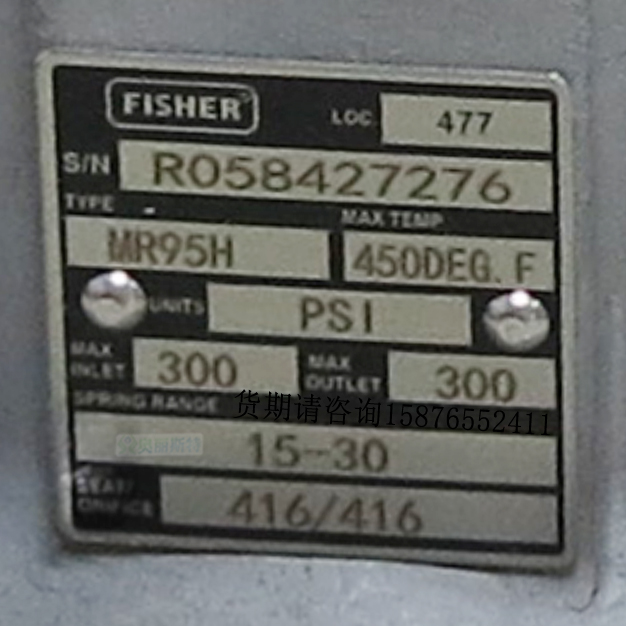 FISHER
LOC. 477
S/N R058427276
TYPE MAX TEMP
MR95H 450DEG.F
UNITS PSI
MAX INLET 300 MAX OUTLET 300
SPRING RANGE 货期请咨询15876552411
15-30
SEAT/ORIFICE 416/416